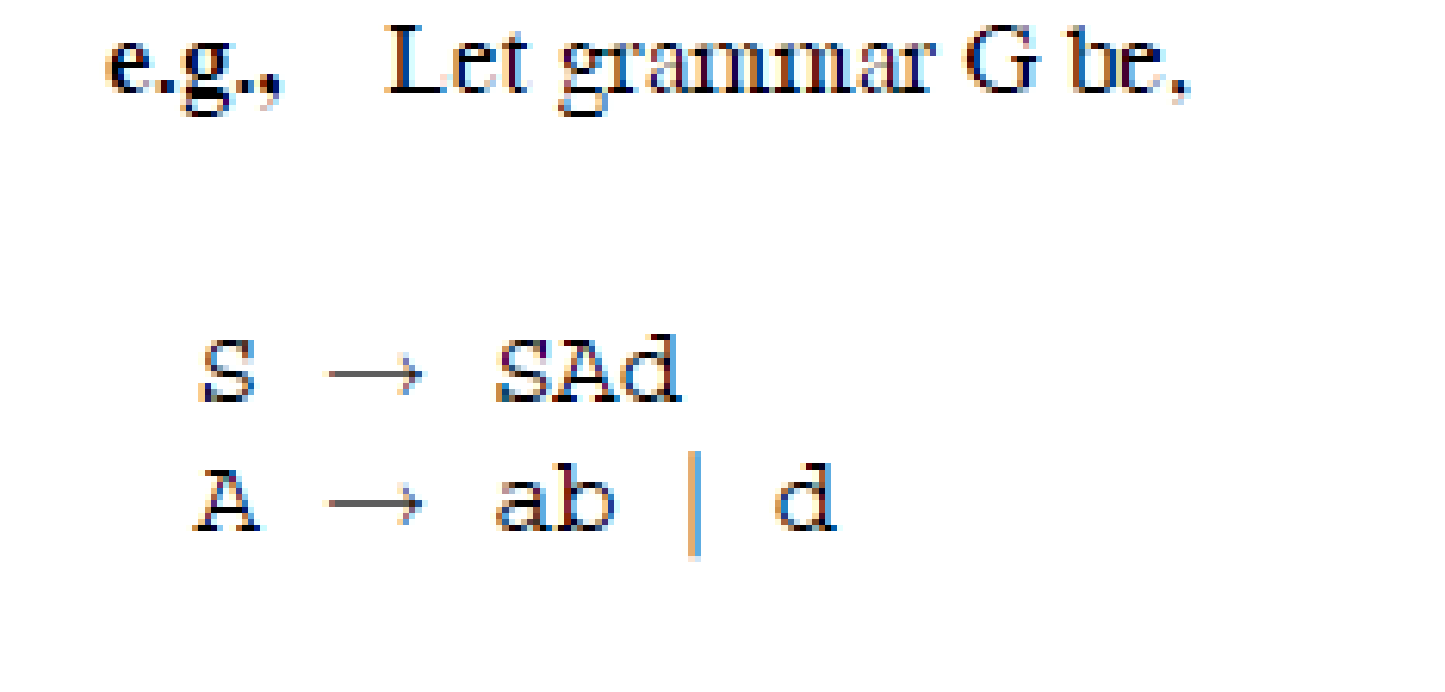 e.g., Let grammar G be,
S → SAd
A → ab | d